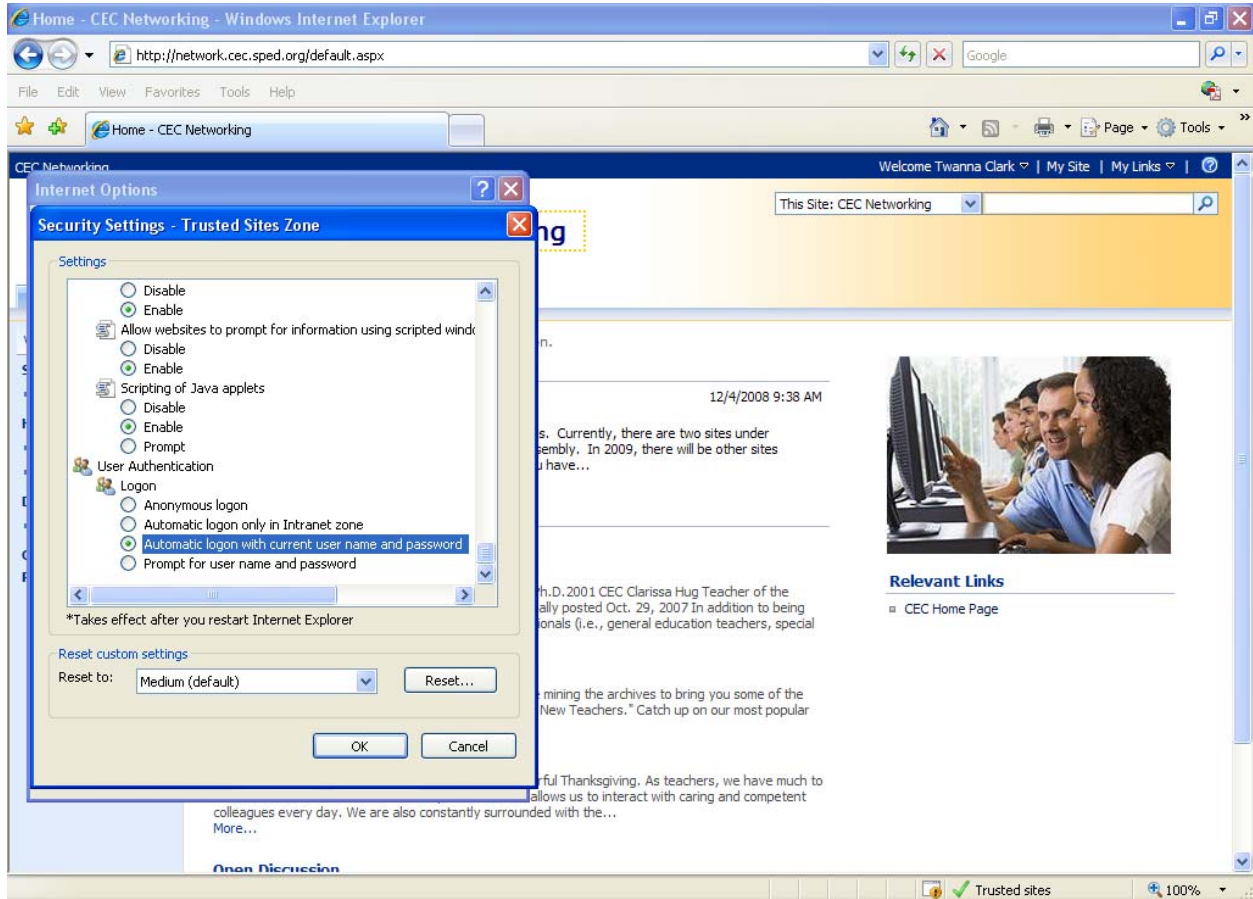 Home - CEC Networking - Windows Internet Explorer
http://network.cec.sped.org/default.aspx
Google
File Edit View Favorites Tools Help
Home - CEC Networking
Page Tools
CEC Networking
Welcome Twanna Clark | My Site | My Links |
Internet Options
This Site: CEC Networking
Security Settings - Trusted Sites Zone
ng
Settings
Disable
Enable
Allow websites to prompt for information using scripted windo
Disable
Enable
Scripting of Java applets
Disable
Enable
Prompt
User Authentication
Logon
Anonymous logon
Automatic logon only in Intranet zone
Automatic logon with current user name and password
Prompt for user name and password
*Takes effect after you restart Internet Explorer
Reset custom settings
Reset to:
Medium (default)
Reset...
OK
Cancel
n.
12/4/2008 9:38 AM
s. Currently, there are two sites under
sembly. In 2009, there will be other sites
u have...
h.D.2001 CEC Clarissa Hug Teacher of the
ally posted Oct. 29, 2007 In addition to being
ionals (i.e., general education teachers, special
mining the archives to bring you some of the
New Teachers." Catch up on our most popular
rful Thanksgiving. As teachers, we have much to
allows us to interact with caring and competent
colleagues every day. We are also constantly surrounded with the...
More...
Open Discussion
Relevant Links
CEC Home Page
Trusted sites
100%